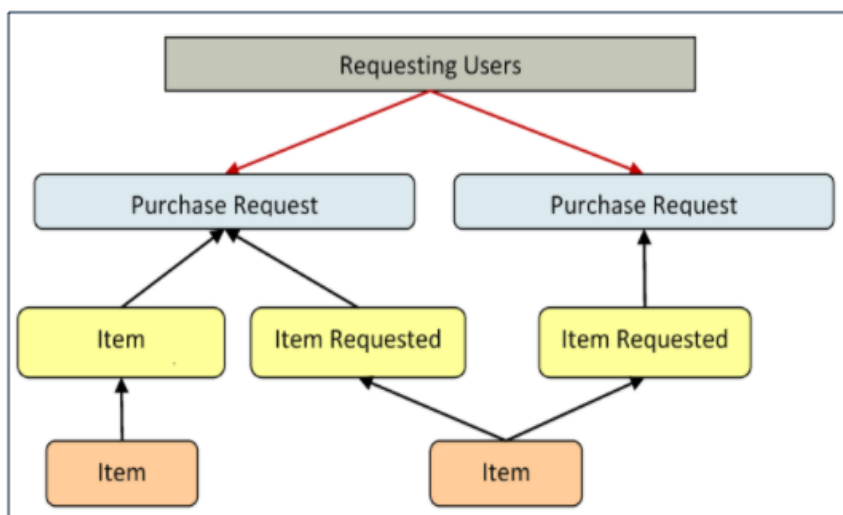 Requesting Users
Purchase Request
Purchase Request
Item
Item Requested
Item Requested
Item
Item